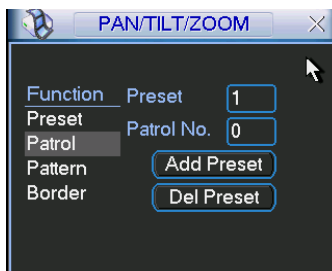 PAN/TILT/ZOOM
Function
Preset
Patrol
Pattern
Border
Preset 1
Patrol No. 0
Add Preset
Del Preset